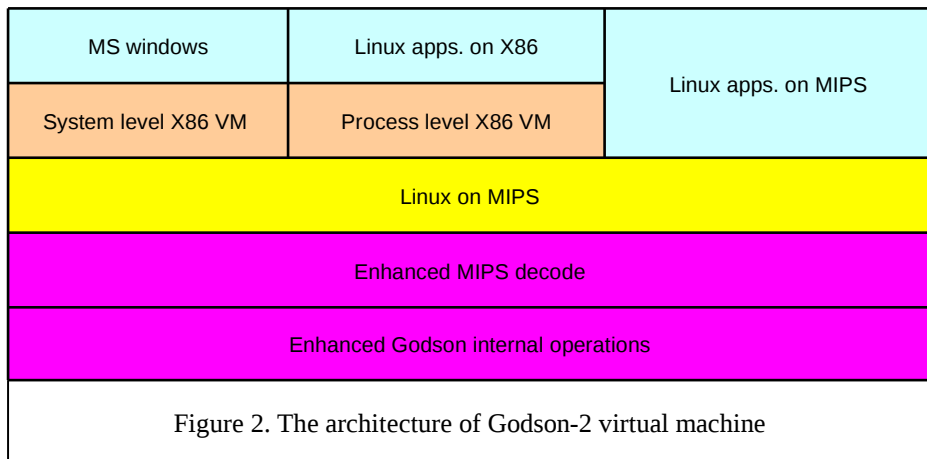 MS windows
Linux apps. on X86
Linux apps. on MIPS
System level X86 VM
Process level X86 VM
Linux on MIPS
Enhanced MIPS decode
Enhanced Godson internal operations
Figure 2. The architecture of Godson-2 virtual machine